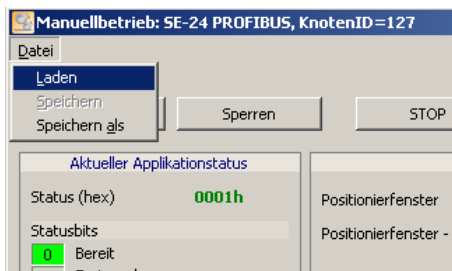 Manuellbetrieb: SE-24 PROFIBUS, KnotenID=127
Datei
Laden
Speichern
Speichern als
Sperren
STOP
Aktueller Applikationstatus
Status (hex) 0001h
Positionierfenster
Statusbits
Positionierfenster -
0 Bereit